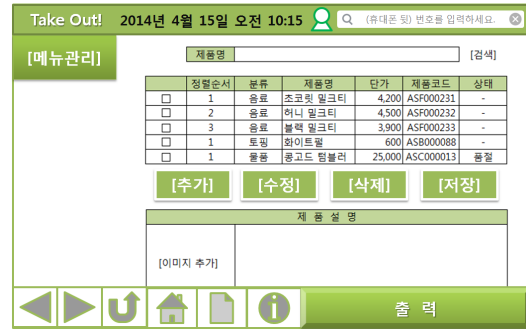 Take Out! 2014년 4월 15일 오전 10:15 (휴대폰 뒷) 번호를 입력하세요.
[메뉴관리]
제품명 [검색]
정렬순서 분류 제품명 단가 제품코드 상태
1 음료 초코릿 밀크티 4,200 ASF000231 -
2 음료 허니 밀크티 4,500 ASF000232 -
3 음료 블랙 밀크티 3,900 ASF000233 -
1 토핑 화이트펄 600 ASB000088 -
1 물품 콩고드 텀블러 25,000 ASC000013 품절
[추가] [수정] [삭제] [저장]
제 품 설 명
[이미지 추가]
출 력